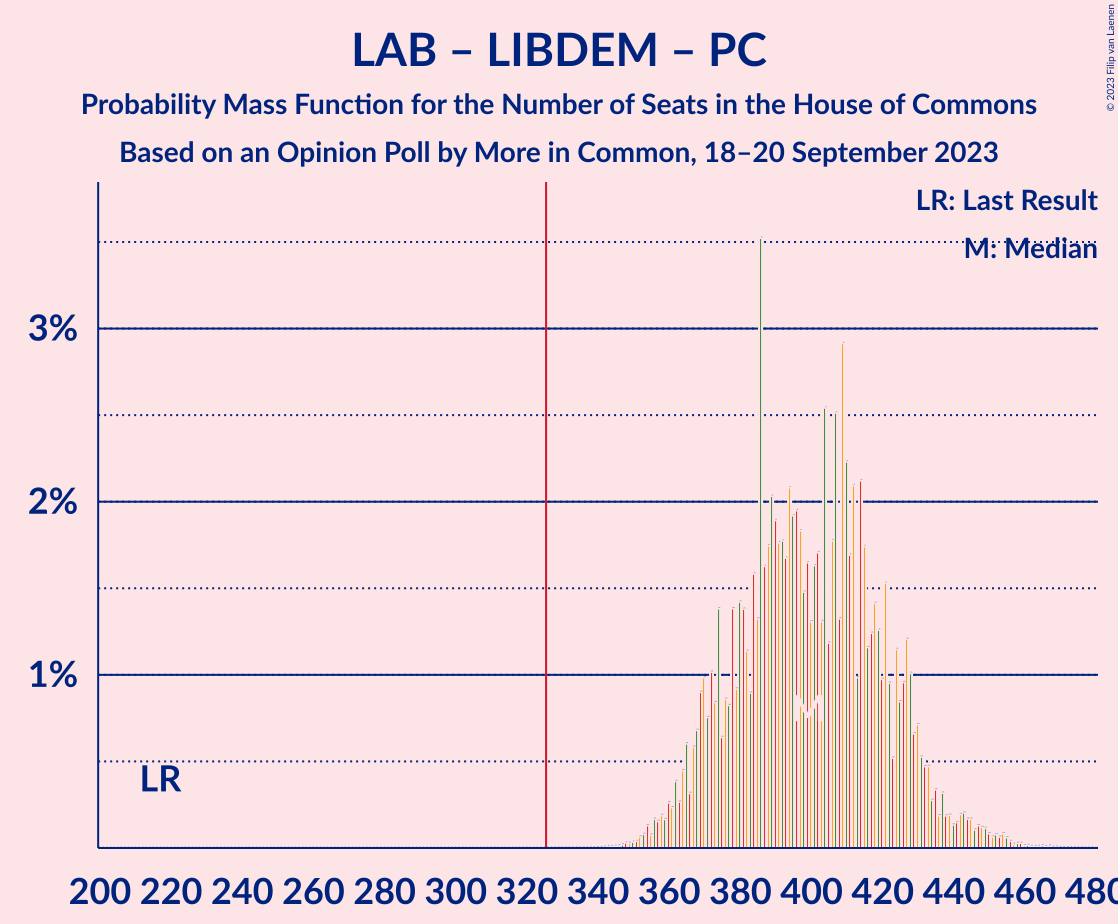 © 2023 Filip van Laenen
LAB – LIBDEM – PC
Probability Mass Function for the Number of Seats in the House of Commons
Based on an Opinion Poll by More in Common, 18–20 September 2023
LR: Last Result
M: Median
3%
2%
1%
LR
200 220 240 260 280 300 320 340 360 380 400 420 440 460 480